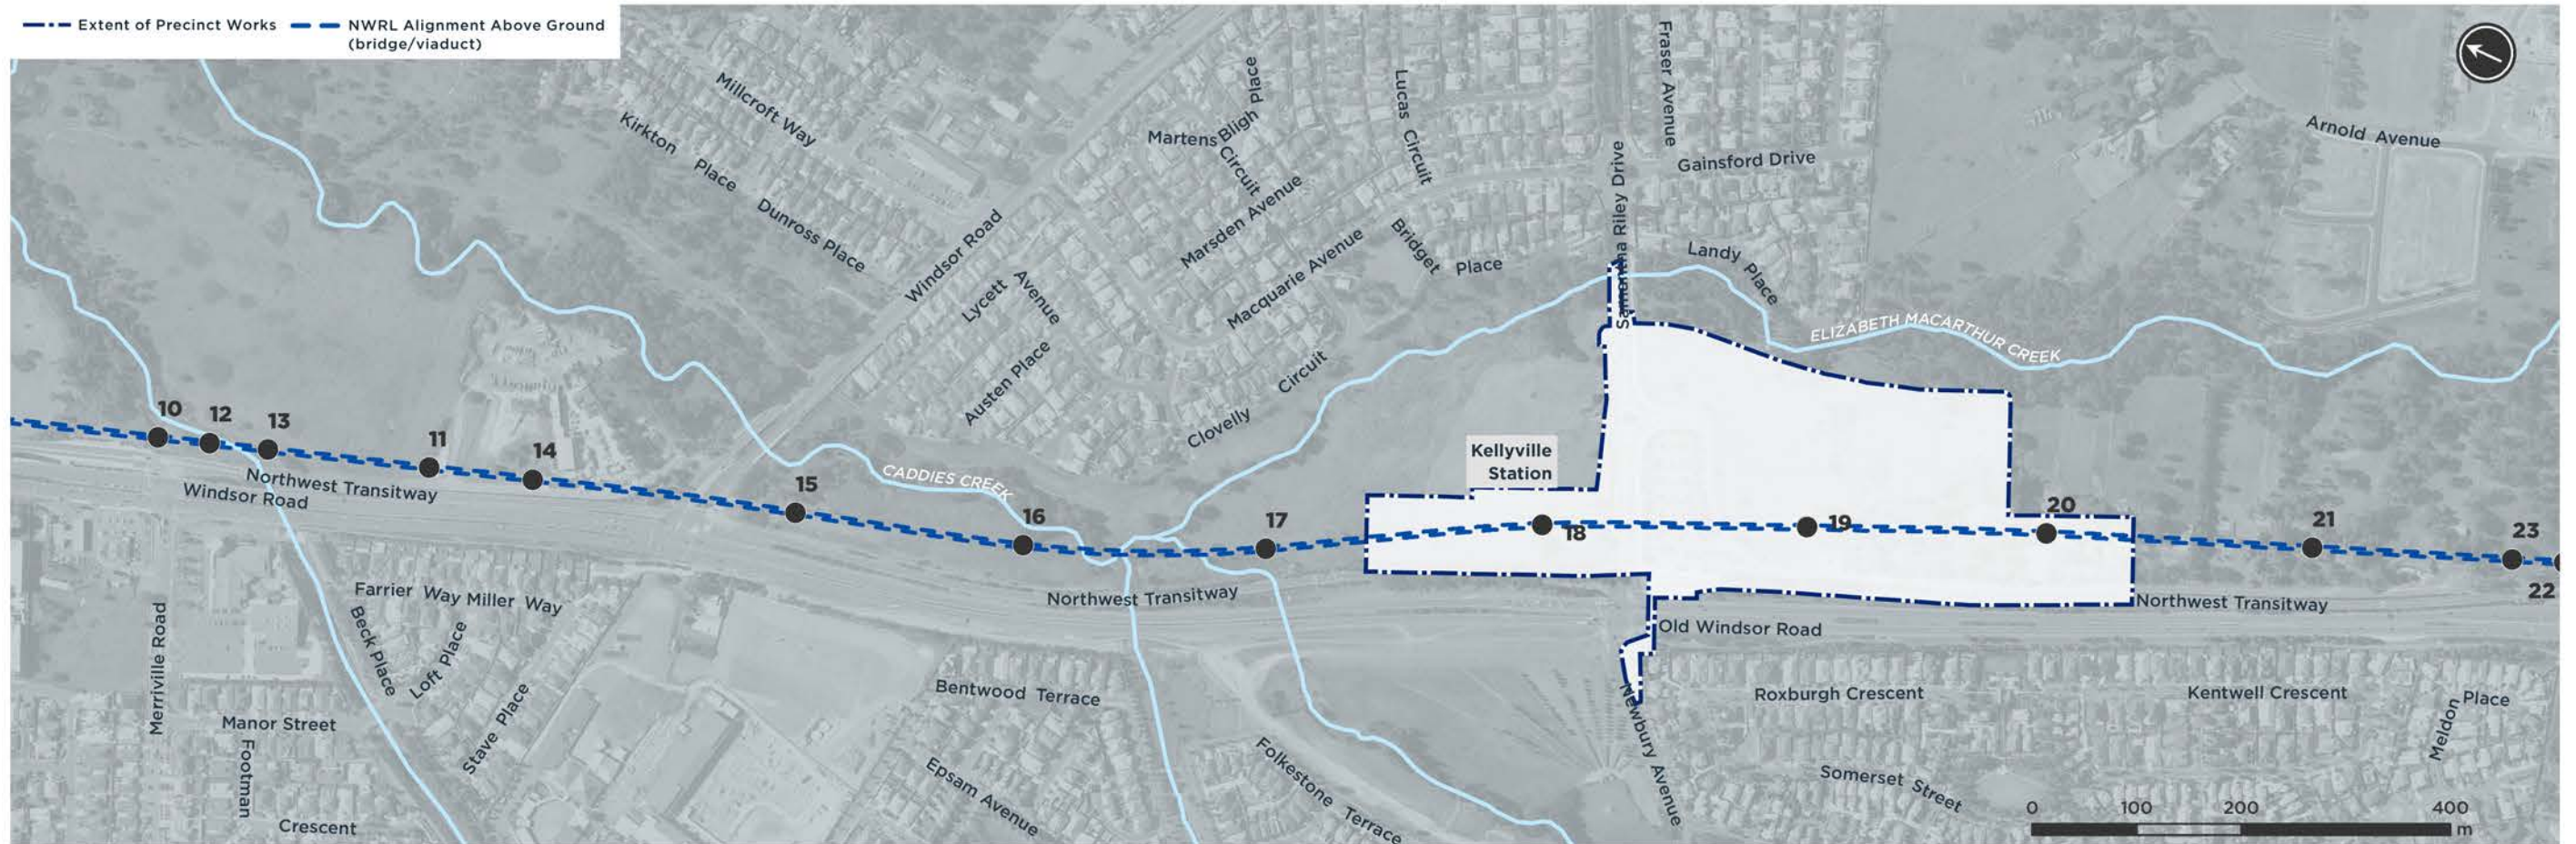 Extent of Precinct Works
NWRL Alignment Above Ground
(bridge/viaduct)
Millcroft Way
Kirkton Place
Dunross Place
Windsor Road
Lycett Avenue
Austen Place
Martens Circuit
Bligh Place
Marsden Avenue
Macquarie Avenue
Lucas Circuit
Bridget Place
Clovelly Circuit
Fraser Avenue
Samantha Riley Drive
Gainsford Drive
Landy Place
Arnold Avenue
ELIZABETH MACARTHUR CREEK
CADDIES CREEK
Kellyville
Station
10
12
13
11
14
15
16
17
18
19
20
21
23
22
Northwest Transitway
Windsor Road
Northwest Transitway
Northwest Transitway
Old Windsor Road
Merriville Road
Farrier Way
Miller Way
Beck Place
Loft Place
Stave Place
Manor Street
Footman
Crescent
Bentwood Terrace
Epsam Avenue
Folkestone Terrace
Newbury Avenue
Roxburgh Crescent
Kentwell Crescent
Meldon Place
Somerset Street
0 100 200 400
m